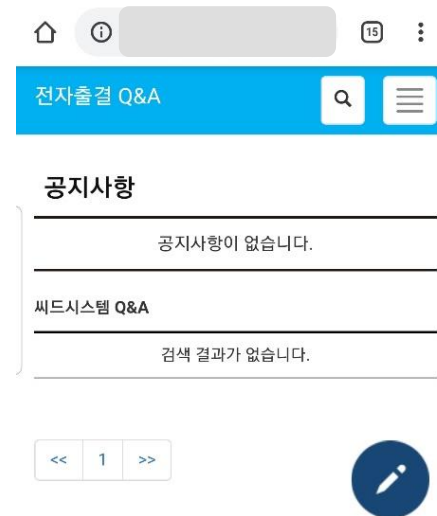 15
전자출결 Q&A
공지사항
공지사항이 없습니다.
씨드시스템 Q&A
검색 결과가 없습니다.
<< 1 >>